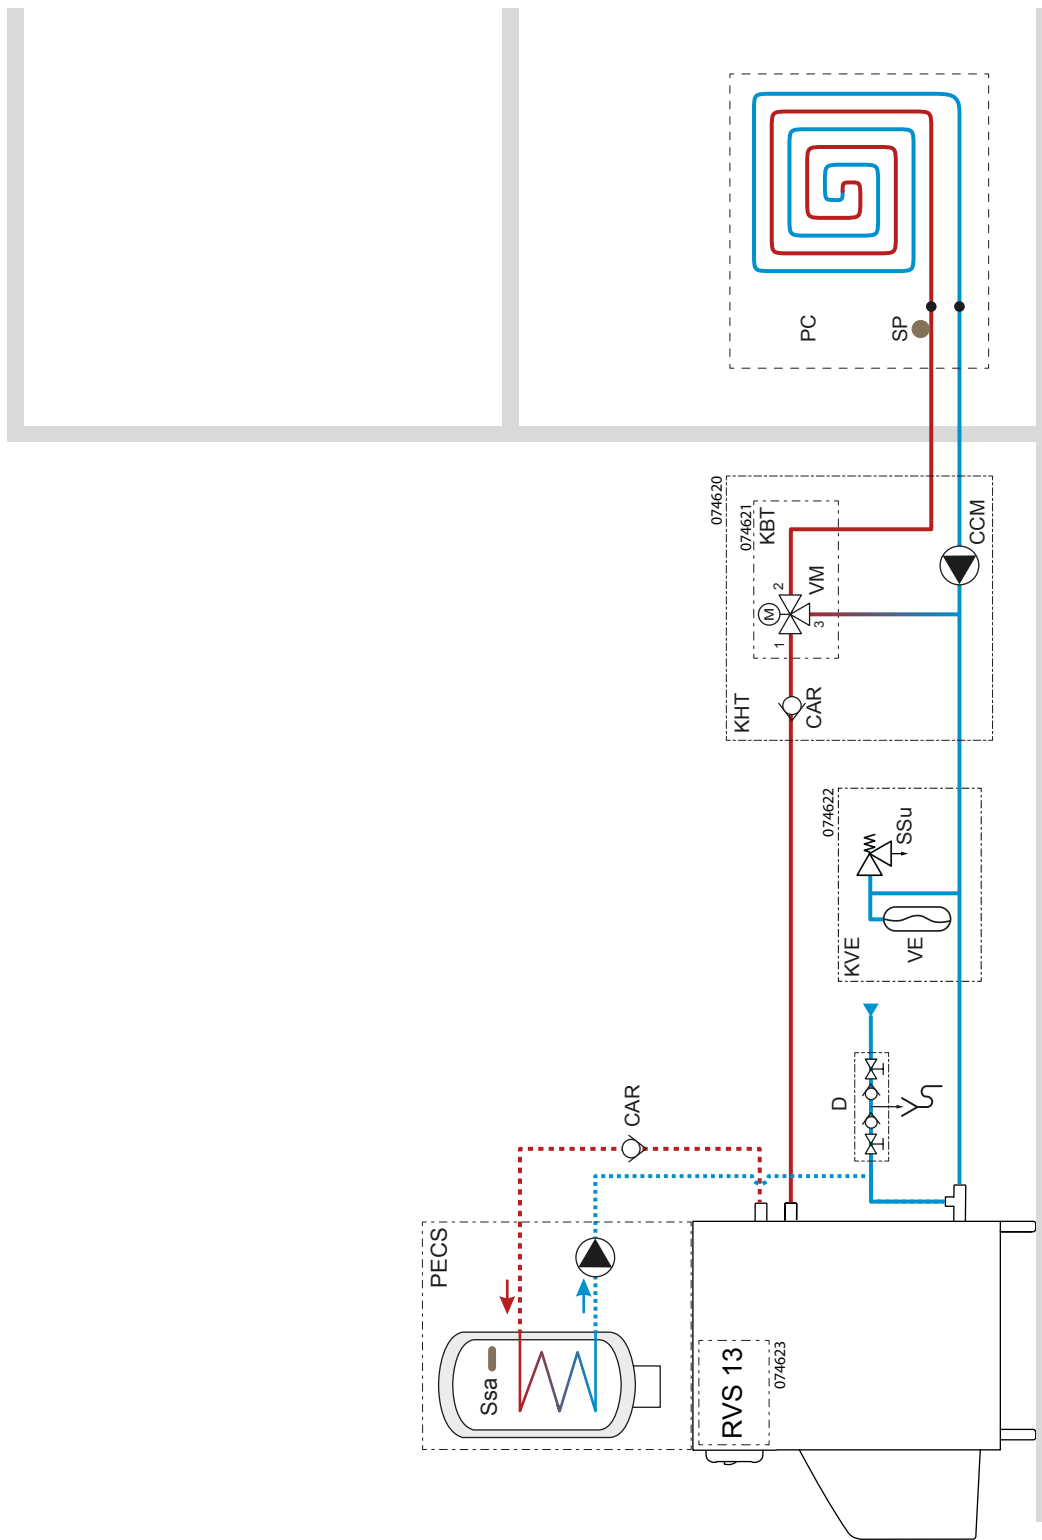 PC
SP
074620
074621
KBT
CCM
M
2
VM
3
1
KHT
CAR
074622
SSu
KVE
VE
D
CAR
PECS
Ssa
RVS 13
074623